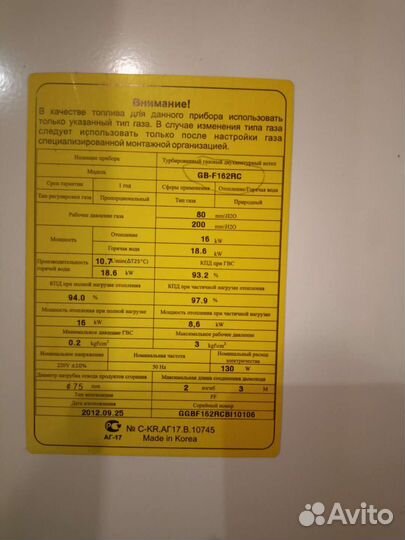 Внимание!
В качестве топлива для данного прибора использовать
только указанный тип газа. В случае изменения типа газа
следует использовать только после настройки газа
специализированной монтажной организацией.
Название прибора Турбированный газовый двухконтурный котел
Модель GB-F162RC
Срок гарантии 1 год Сферы применения Отопление/Горячая вода
Тип регулировки газа Пропорциональный Тип газа Природный
Рабочее давление газа 80 mmH2O
200 mmH2O
Мощность Отопление 16 kW
Горячая вода 18.6 kW
Производительность горячей воды 10.7 ℓ/min(ΔT25°C) КПД при ГВС
18.6 kW 93.2 %
КПД при полной нагрузке отопления КПД при частичной нагрузке отопления
94.0 % 97.9 %
Мощность отопления при полной нагрузке Мощность отопления при частичной нагрузке
16 kW 8,6 kW
Минимальное давление ГВС Максимальное рабочее давление
0.2 kgf/cm² 3 kgf/cm²
Номинальное напряжение Номинальная частота Номинальный расход электричества
220V ±10% 50 Hz 130 W
Диаметр патрубка отвода продуктов сгорания Максимальная длина соединения дымохода
¢75 mm 2 изгиб 3 М
Тип вентиляции FF
Дата изготовления Серийный номер
2012.09.25 GGBF162RCBI10106
№ C-KR.АГ17.В.10745
АГ-17 Made in Korea
Avito